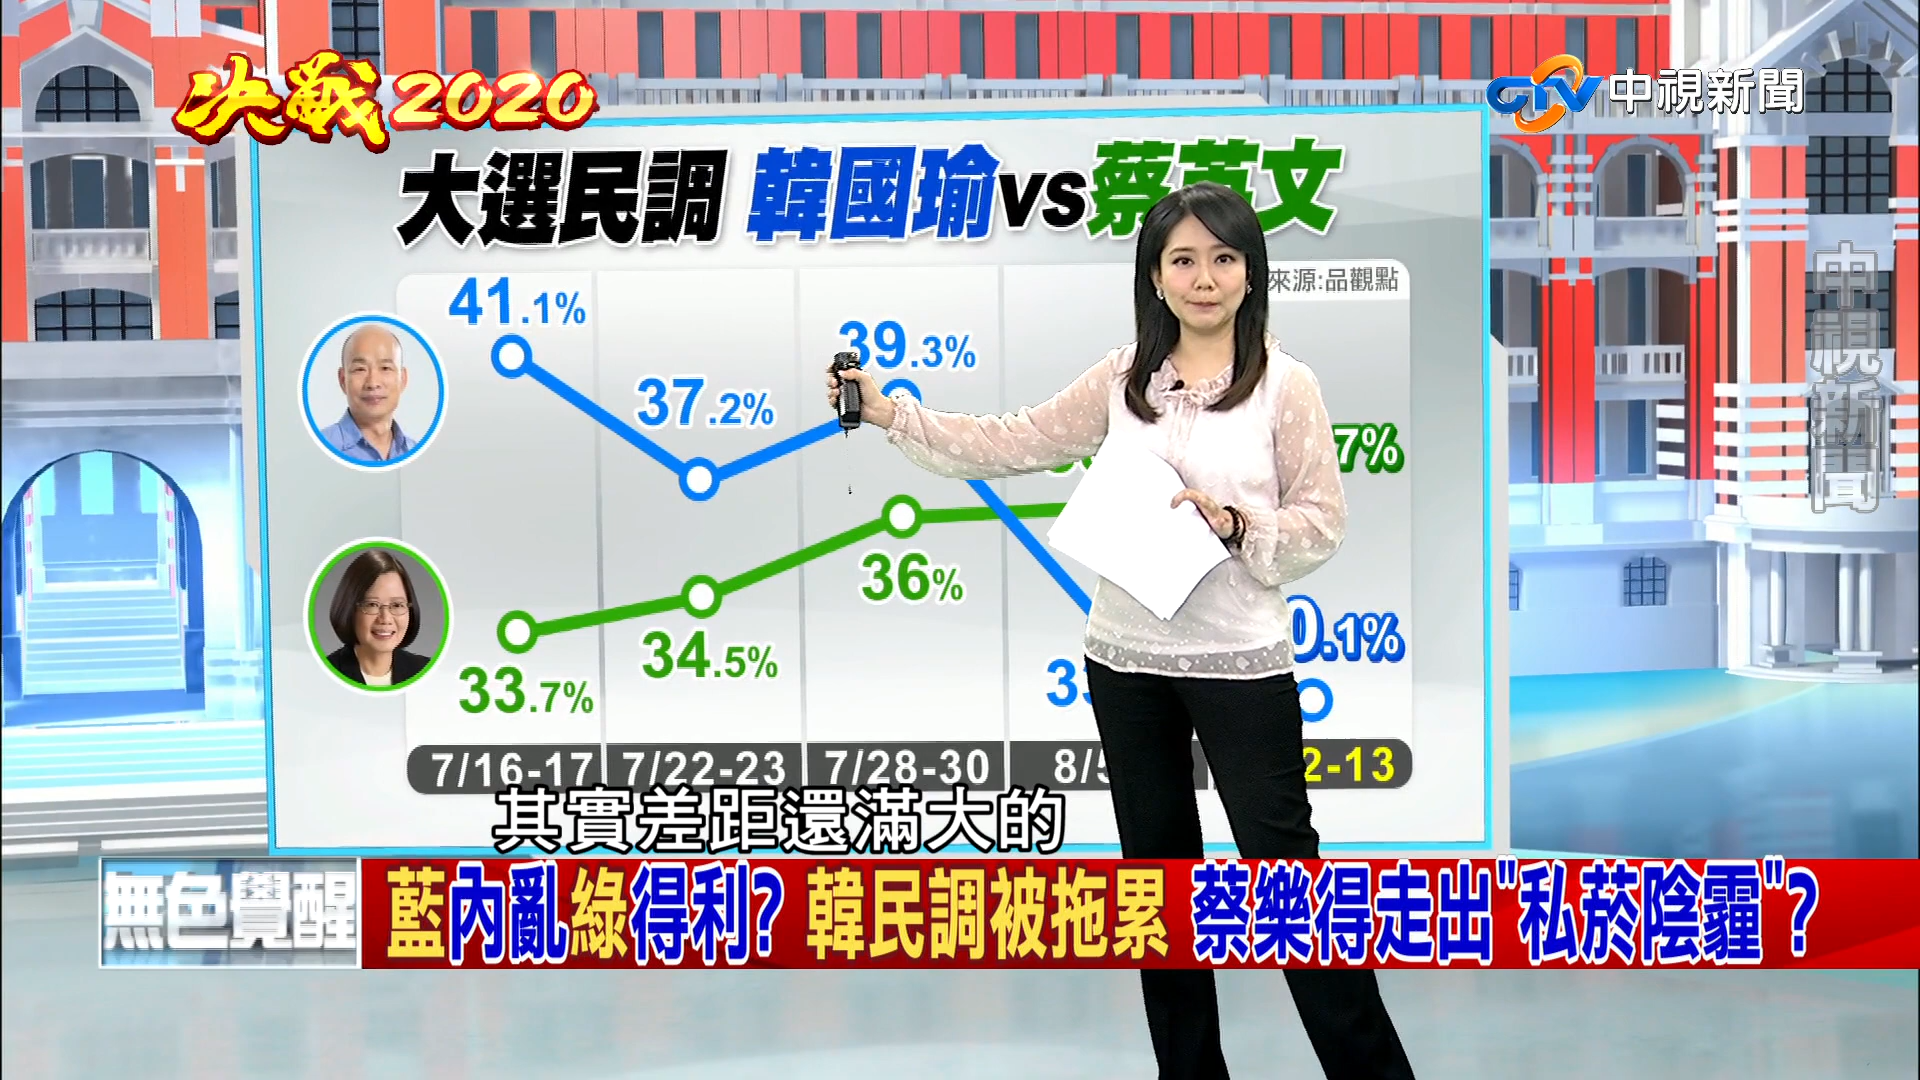 決戰2020
CTV 中視新聞
大選民調 韓國瑜vs蔡英文
來源:品觀點
41.1%
37.2%
39.3%
7%
33.7%
34.5%
36%
0.1%
7/16-17 7/22-23 7/28-30 8/5 2-13
中視新聞
其實差距還滿大的
無色覺醒
藍內亂綠得利? 韓民調被拖累 蔡樂得走出"私菸陰霾"?